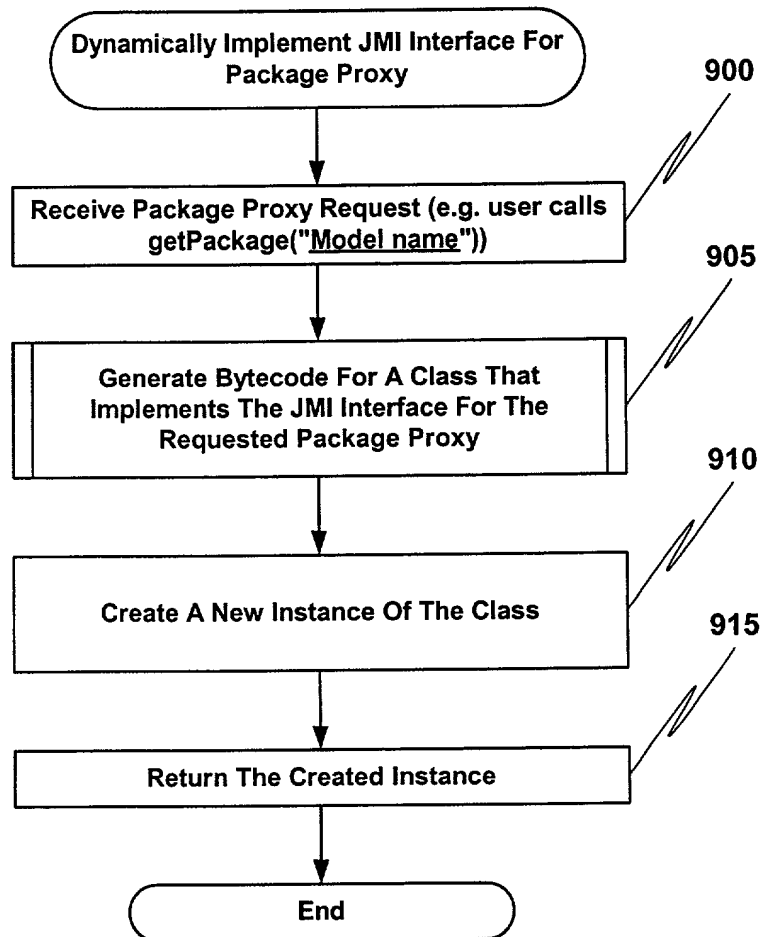 Dynamically Implement JMI Interface For
Package Proxy
900
Receive Package Proxy Request (e.g. user calls
getPackage("Model name"))
905
Generate Bytecode For A Class That
Implements The JMI Interface For The
Requested Package Proxy
910
Create A New Instance Of The Class
915
Return The Created Instance
End